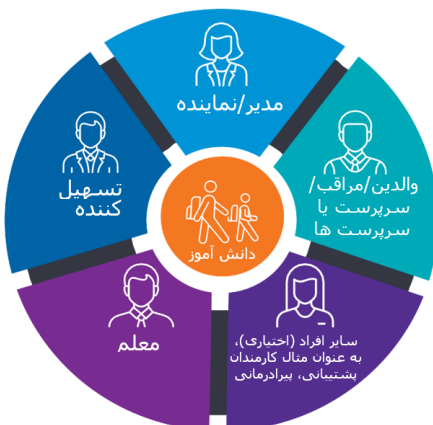 مدیر/نماینده
والدین/مراقب/
سرپرست یا
سرپرست ها
سایر افراد (اختیاری)،
به عنوان مثال کارمندان
پشتیبانی، پیرادرمانی
معلم
تسهیل
کننده
دانش آموز